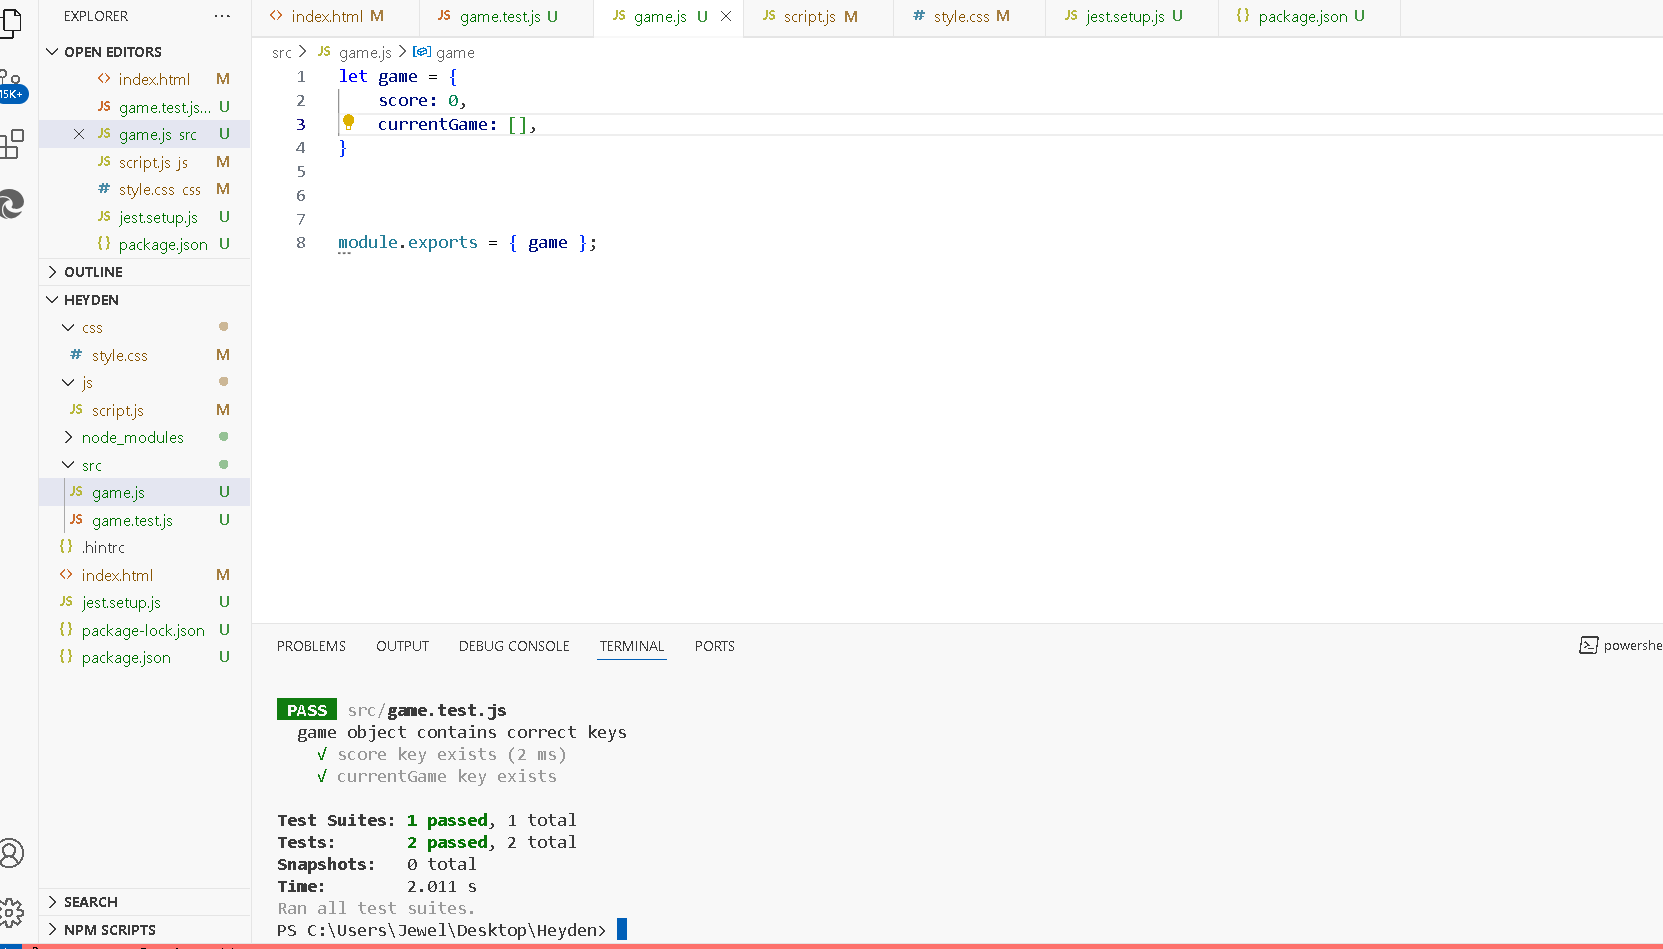 EXPLORER ...
OPEN EDITORS
<> index.html M
JS game.test.js... U
JS game.js src U
JS script.js js M
# style.css css M
JS jest.setup.js U
{} package.json U
OUTLINE
HEYDEN
css
# style.css M
js
JS script.js M
node_modules
src
JS game.js U
JS game.test.js U
{} .hintrc
<> index.html M
JS jest.setup.js U
{} package-lock.json U
{} package.json U
SEARCH
NPM SCRIPTS
15K+
<> index.html M JS game.test.js U JS game.js U JS script.js M # style.css M JS jest.setup.js U {} package.json U
src > JS game.js > game
1 let game = {
2 score: 0,
3 currentGame: [],
4 }
5
6
7
8 module.exports = { game };
PROBLEMS OUTPUT DEBUG CONSOLE TERMINAL PORTS powershe
PASS src/game.test.js
game object contains correct keys
√ score key exists (2 ms)
√ currentGame key exists
Test Suites: 1 passed, 1 total
Tests: 2 passed, 2 total
Snapshots: 0 total
Time: 2.011 s
Ran all test suites.
PS C:\Users\Jewel\Desktop\Heyden>